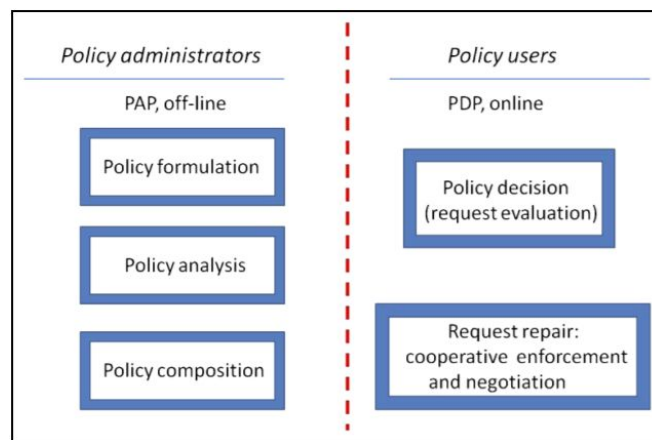 Policy administrators
PAP, off-line
Policy formulation
Policy analysis
Policy composition
Policy users
PDP, online
Policy decision
(request evaluation)
Request repair:
cooperative enforcement
and negotiation